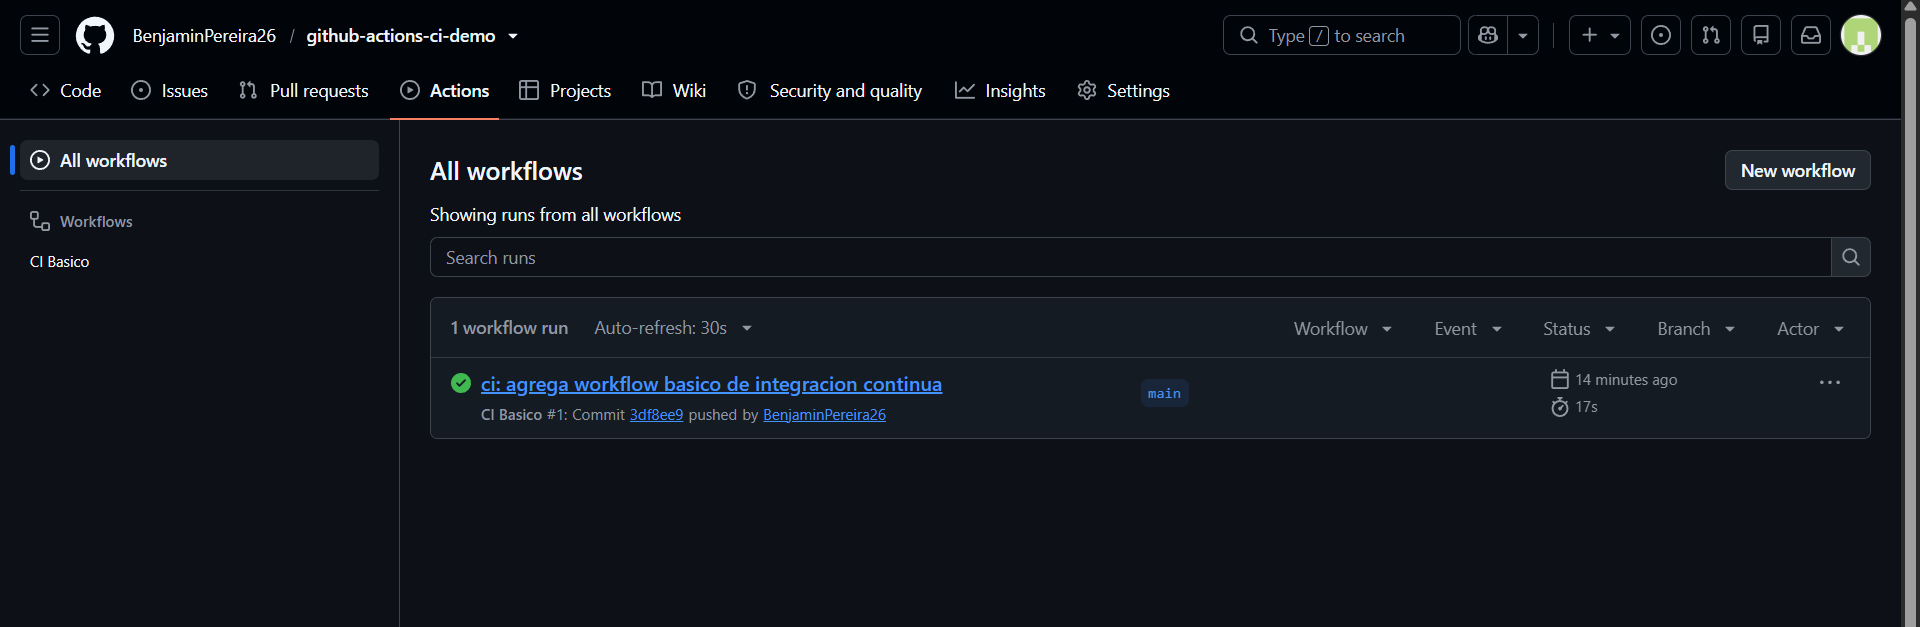 BenjaminPereira26 / github-actions-ci-demo
Type / to search
Code Issues Pull requests Actions Projects Wiki Security and quality Insights Settings
All workflows
Workflows
CI Basico
All workflows
New workflow
Showing runs from all workflows
Search runs
1 workflow run Auto-refresh: 30s Workflow Event Status Branch Actor
ci: agrega workflow basico de integracion continua
CI Basico #1: Commit 3df8ee9 pushed by BenjaminPereira26
main
14 minutes ago
17s